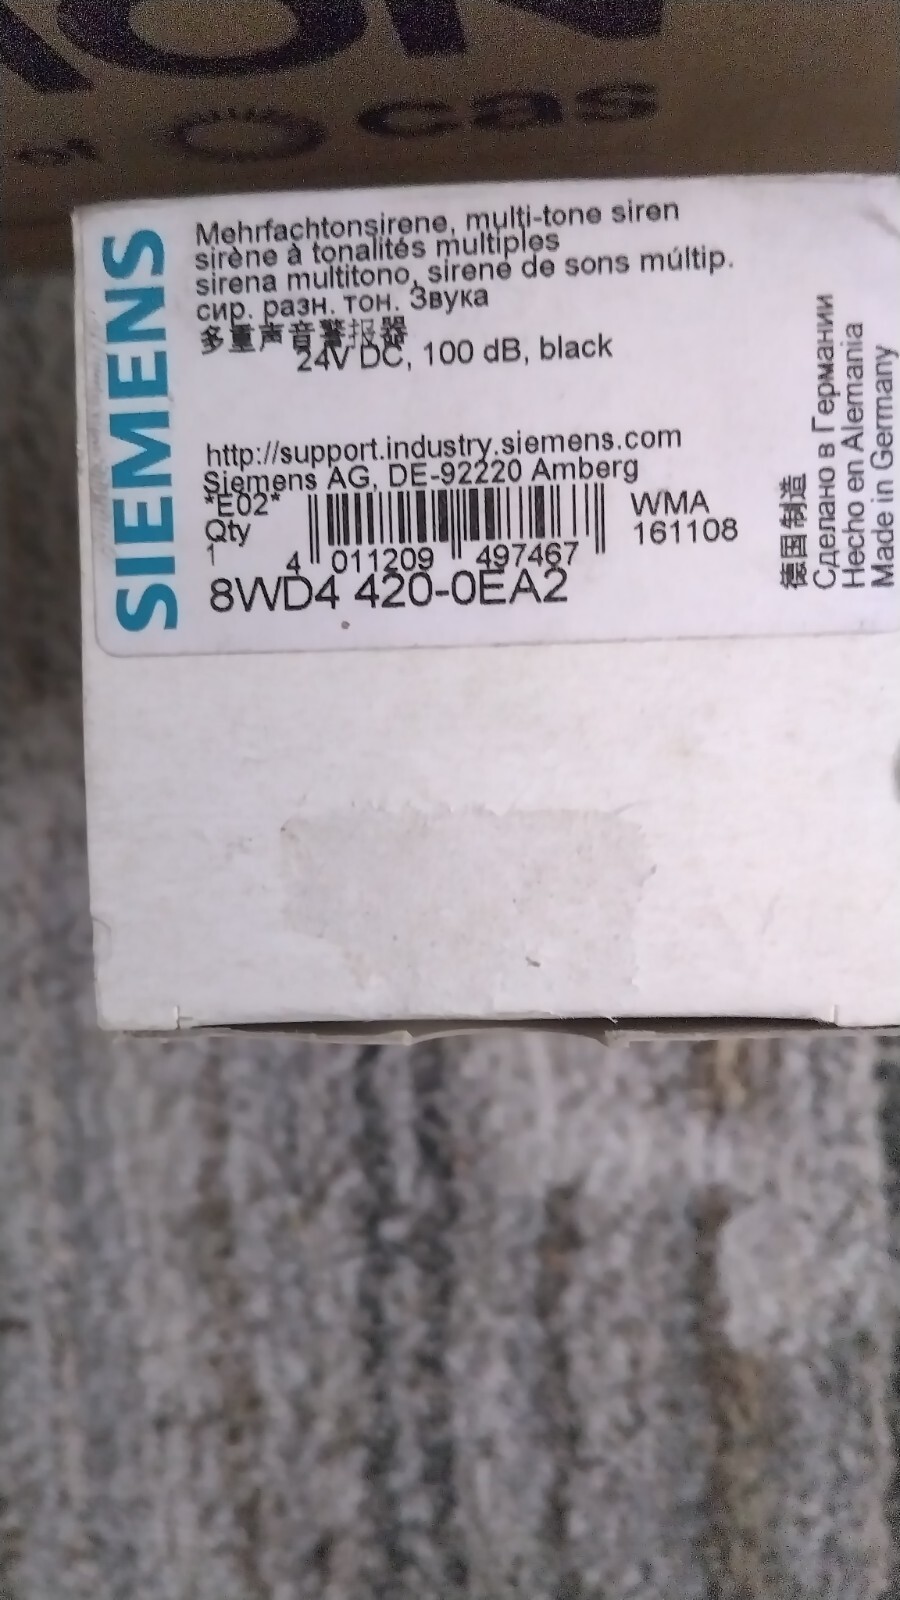 cas
SIEMENS
Mehrfachtonsirene, multi-tone siren
sirène à tonalités multiples
sirena multitono, sirene de sons múltip.
сир. разн. тон. Звука
多重声音警报器
24V DC, 100 dB, black
http://support.industry.siemens.com
Siemens AG, DE-92220 Amberg
*E02*
Qty
1
4 011209 497467
WMA
161108
8WD4 420-0EA2
德国制造
Сделано в Германии
Hecho en Alemania
Made in Germany